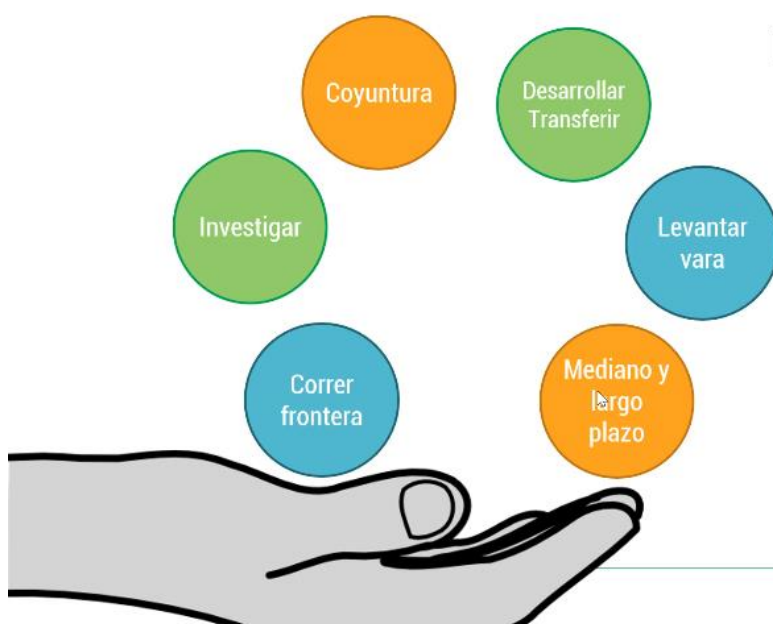 Coyuntura
Desarrollar
Transferir
Investigar
Levantar
vara
Correr
frontera
Mediano y
largo
plazo